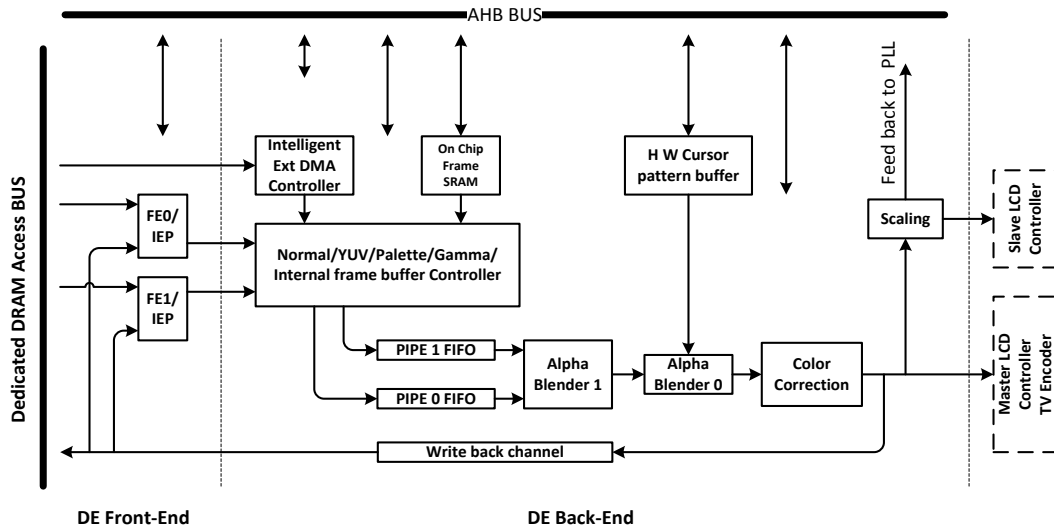 AHB BUS
Dedicated DRAM Access BUS
Feed back to PLL
Intelligent
Ext DMA
Controller
On Chip
Frame
SRAM
H W Cursor
pattern buffer
FE0/
IEP
Scaling
Slave LCD
Controller
Normal/YUV/Palette/Gamma/
Internal frame buffer Controller
FE1/
IEP
PIPE 1 FIFO
PIPE 0 FIFO
Alpha
Blender 1
Alpha
Blender 0
Color
Correction
Master LCD
Controller
TV Encoder
Write back channel
DE Front-End
DE Back-End